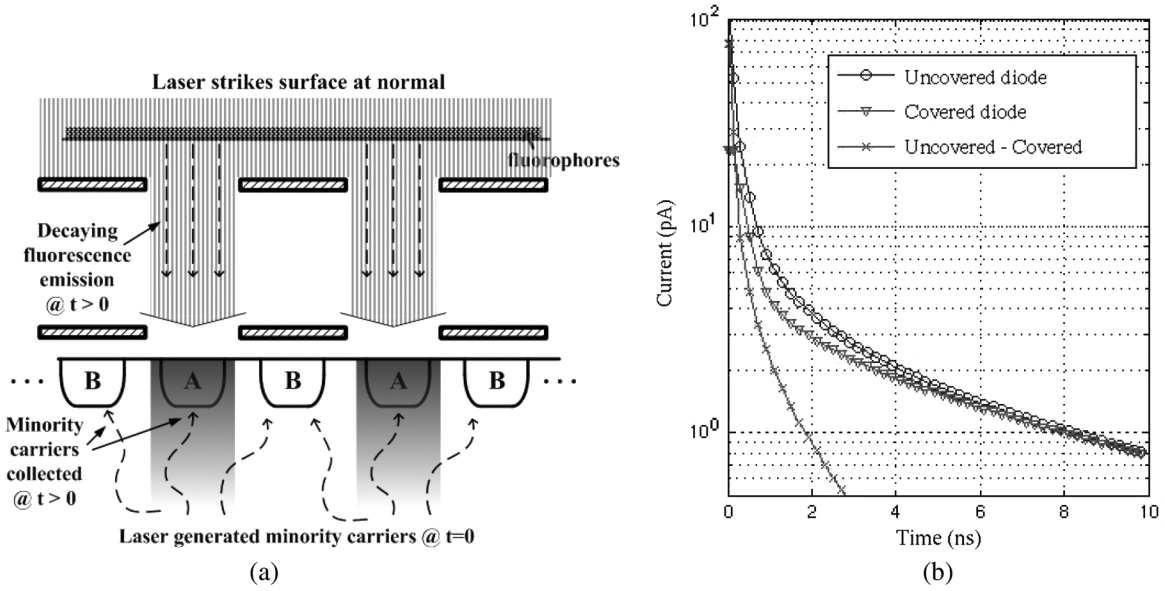 Laser strikes surface at normal
fluorophores
Decaying
fluorescence
emission
@ t > 0
B A B A B
. . . . . .
Minority
carriers
collected
@ t > 0
Laser generated minority carriers @ t=0
(a)
10²
10¹
10⁰
Current (pA)
Uncovered diode
Covered diode
Uncovered - Covered
0 2 4 6 8 10
Time (ns)
(b)